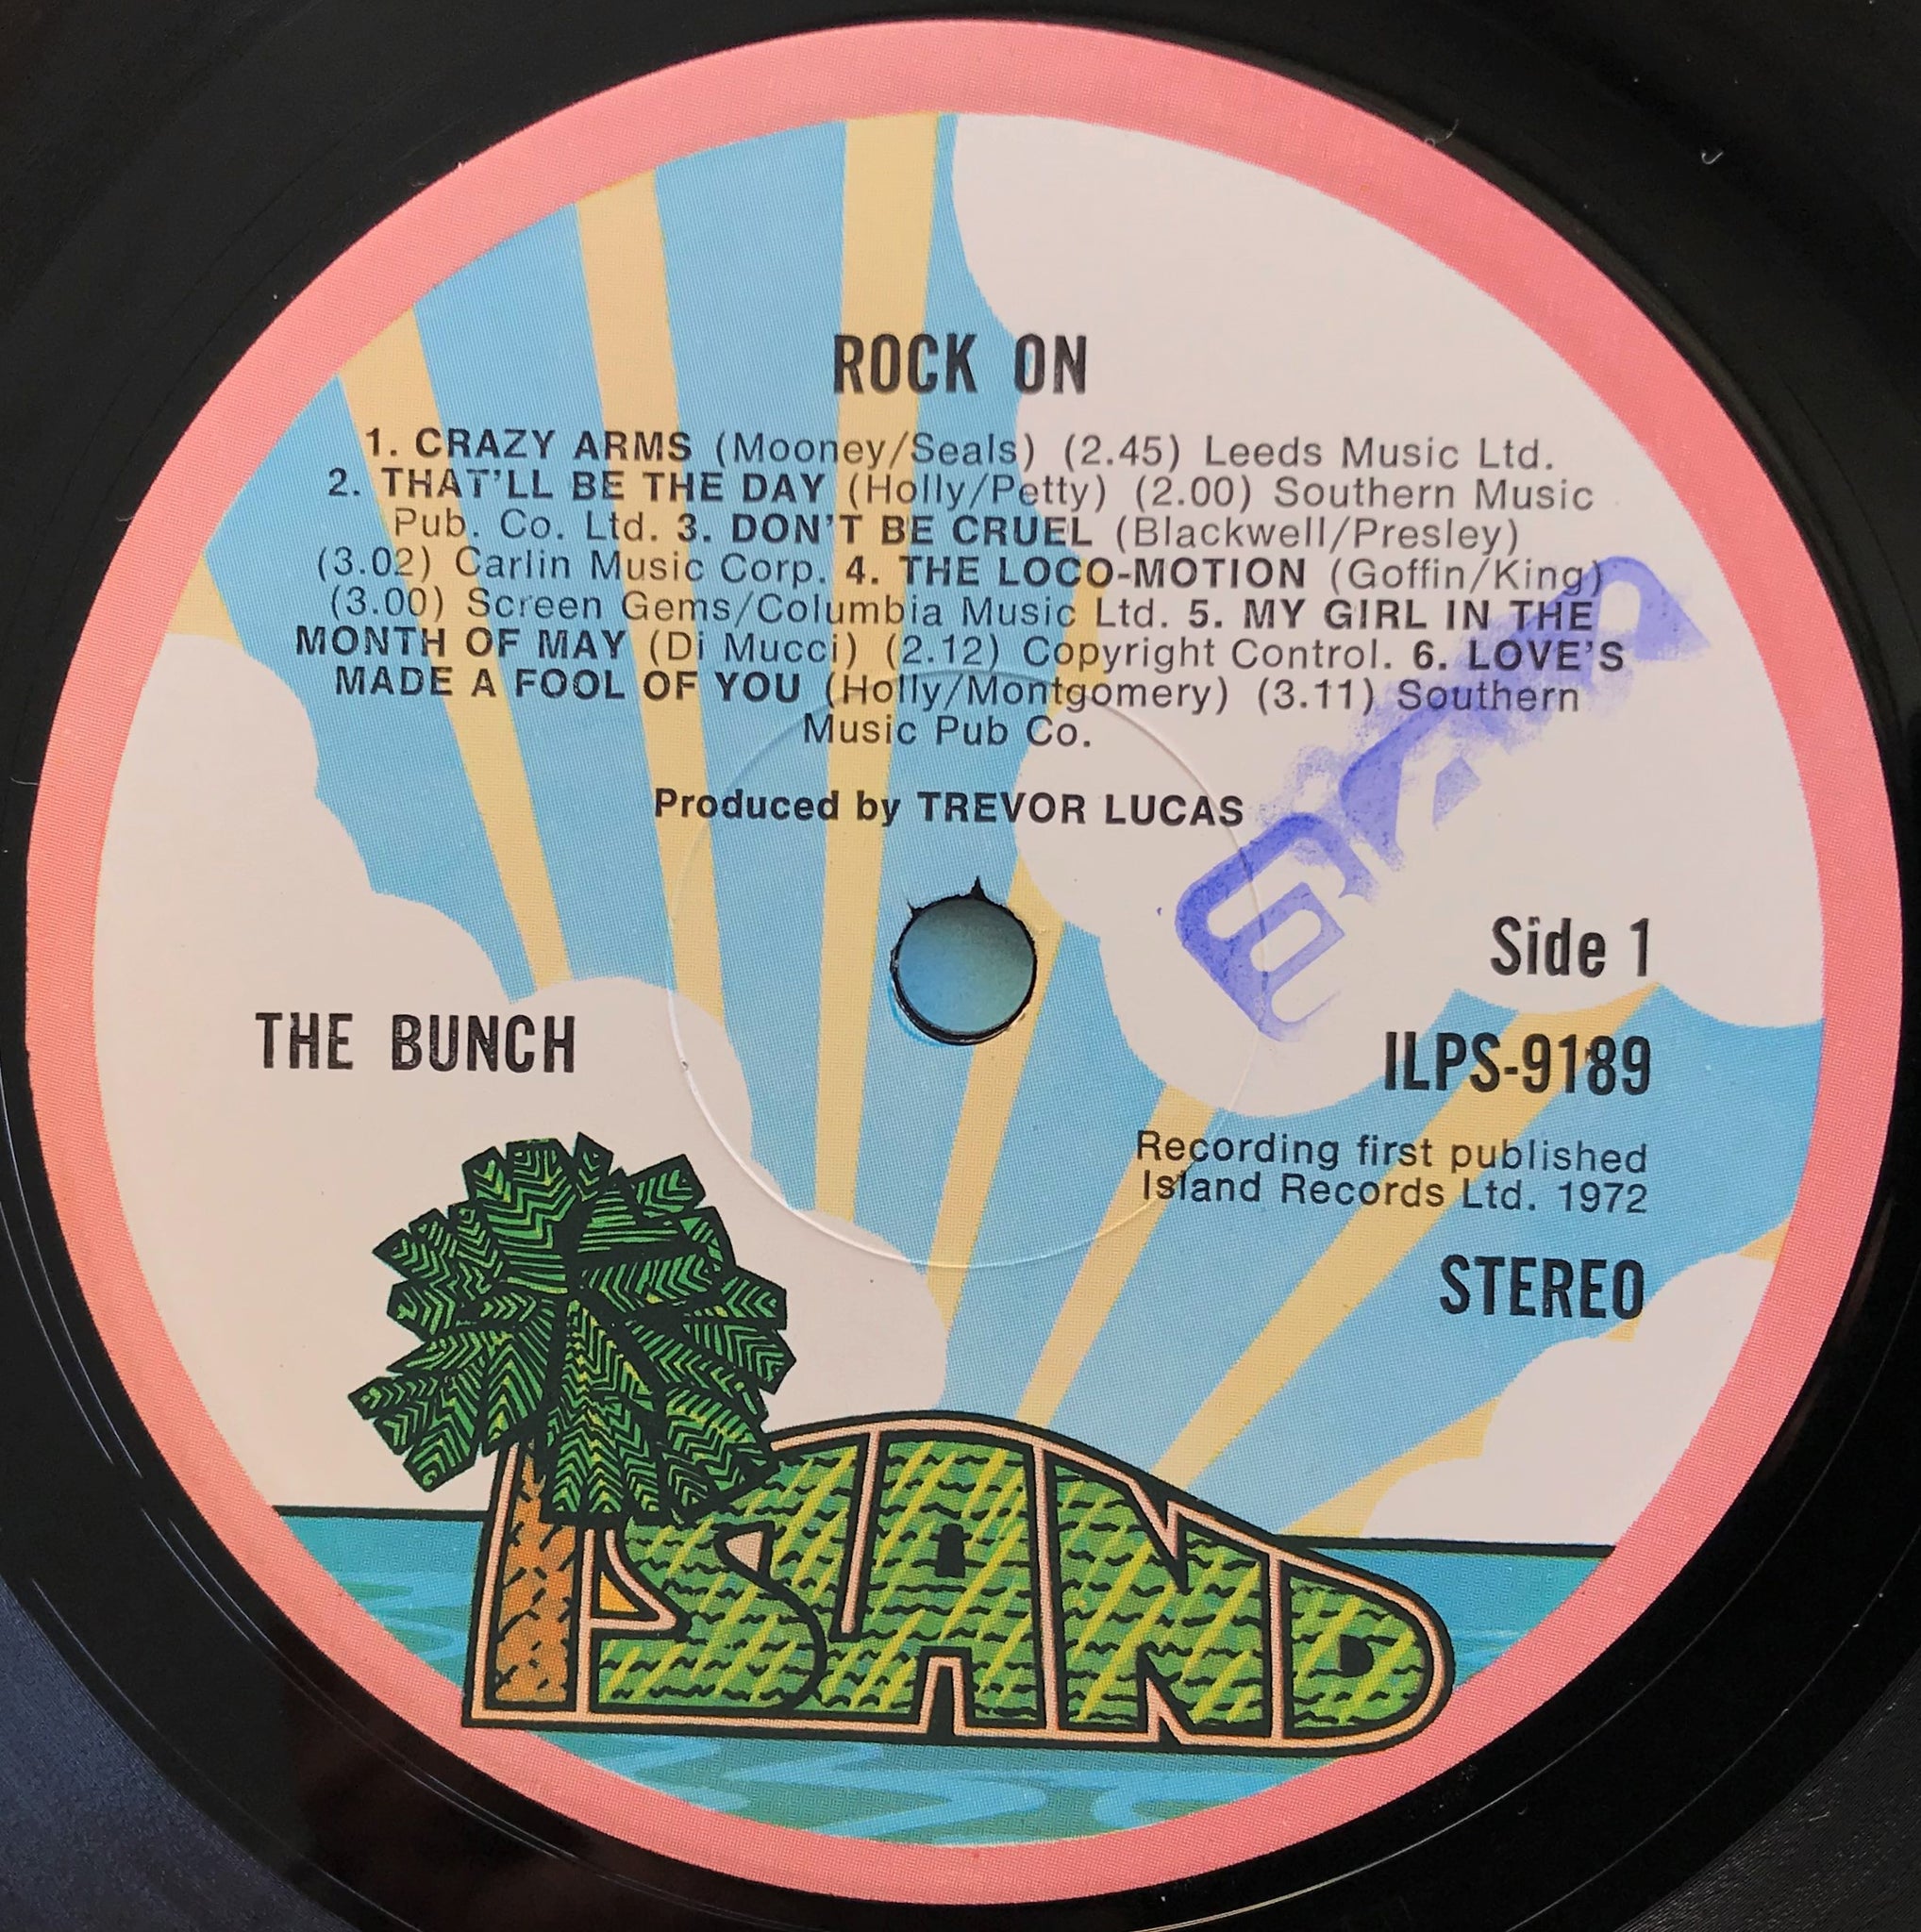 ROCK ON
1. CRAZY ARMS (Mooney/Seals) (2.45) Leeds Music Ltd.
2. THAT'LL BE THE DAY (Holly/Petty) (2.00) Southern Music
Pub. Co. Ltd. 3. DON'T BE CRUEL (Blackwell/Presley)
(3.02) Carlin Music Corp. 4. THE LOCO-MOTION (Goffin/King)
(3.00) Screen Gems/Columbia Music Ltd. 5. MY GIRL IN THE
MONTH OF MAY (Di Mucci) (2.12) Copyright Control. 6. LOVE'S
MADE A FOOL OF YOU (Holly/Montgomery) (3.11) Southern
Music Pub Co.
Produced by TREVOR LUCAS
Side 1
THE BUNCH
ILPS-9189
Recording first published
Island Records Ltd. 1972
STEREO
ISLAND